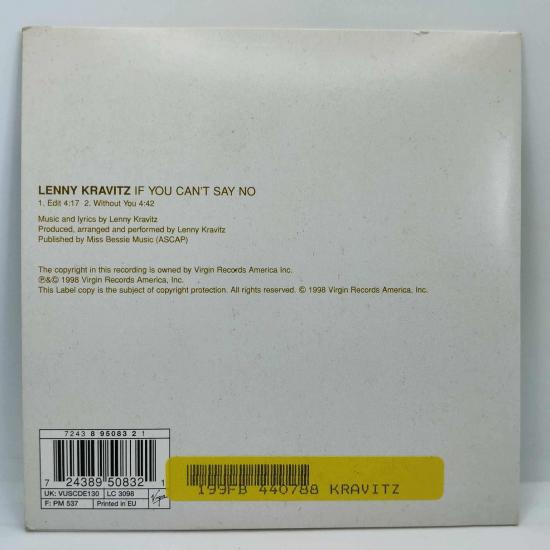 LENNY KRAVITZ IF YOU CAN'T SAY NO
1. Edit 4:17 2. Without You 4:42
Music and lyrics by Lenny Kravitz
Produced, arranged and performed by Lenny Kravitz
Published by Miss Bessie Music (ASCAP)
The copyright in this recording is owned by Virgin Records America Inc.
℗&© 1998 Virgin Records America, Inc.
This Label copy is the subject of copyright protection. All rights reserved. © 1998 Virgin Records America, Inc.
7243 8 95083 2 1
7 24389 50832 1
UK: VUSCDE130 LC 3098
F: PM 537 Printed in EU
Virgin
199FB 440788 KRAVITZ